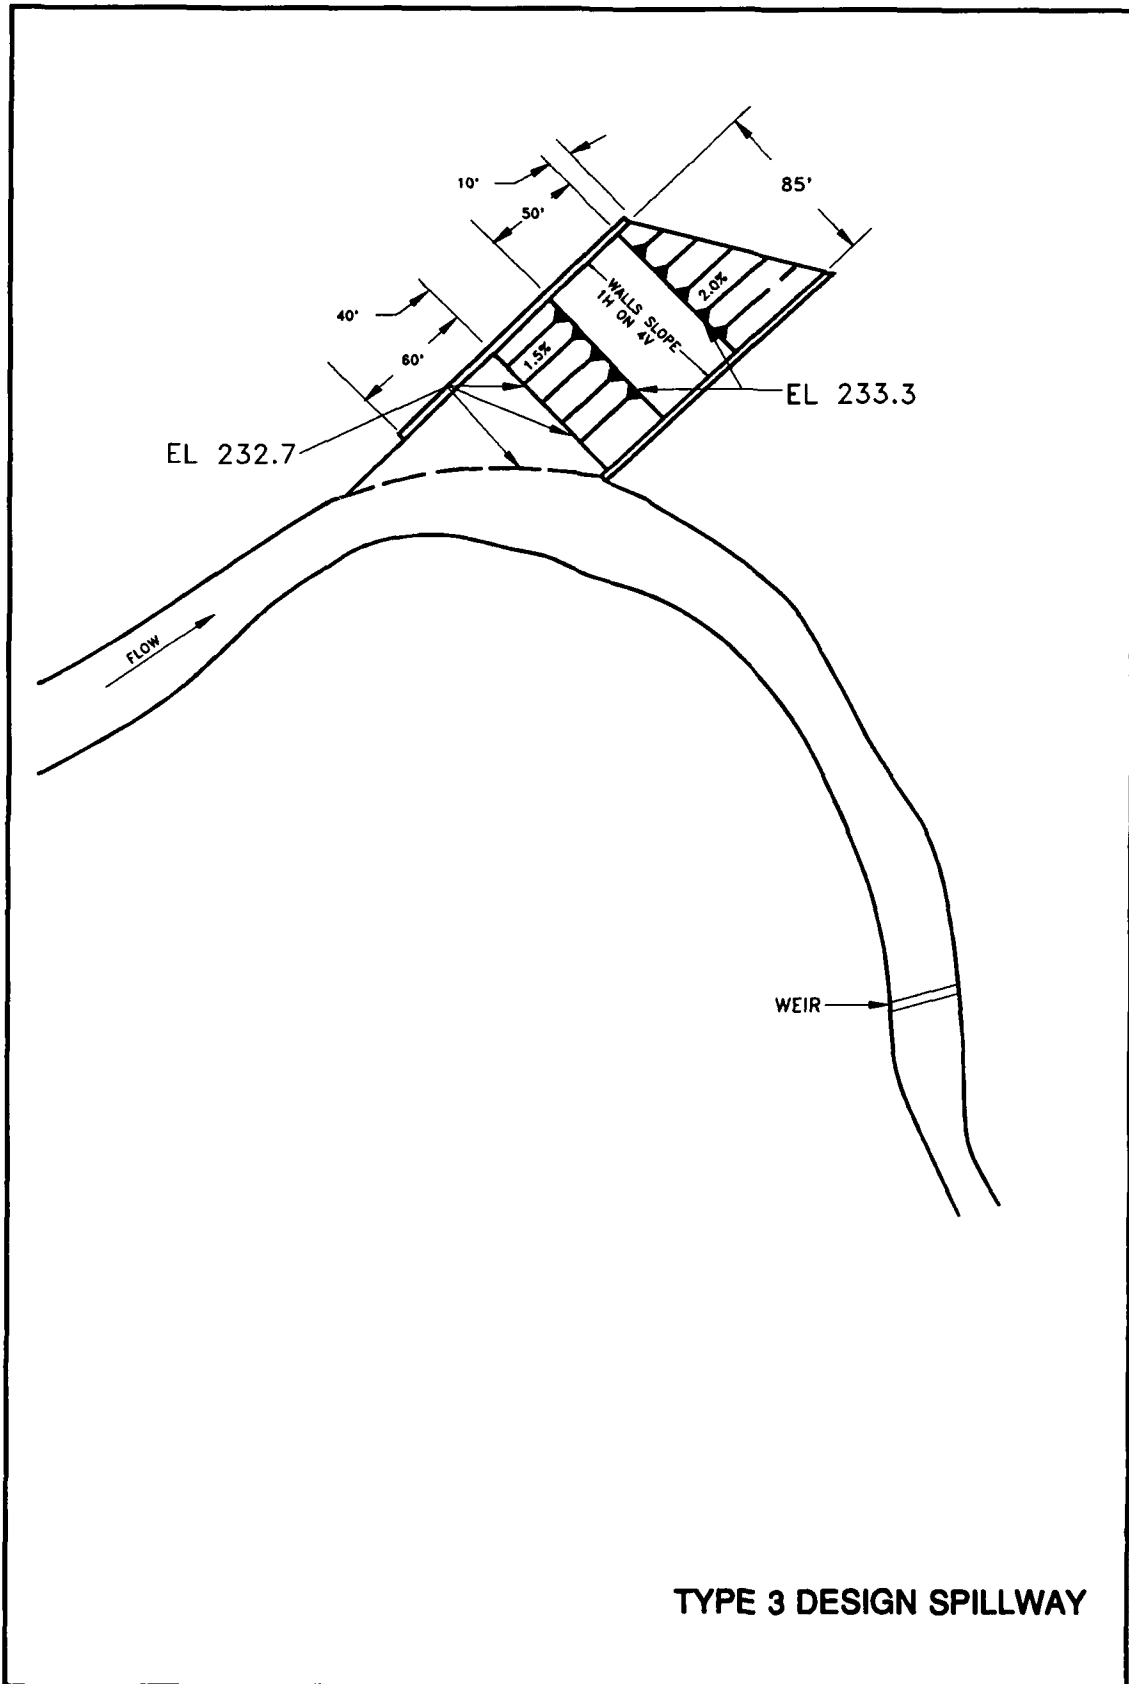 10'
50'
85'
40'
60'
2.0%
WALLS SLOPE
1H ON 4V
1.5%
EL 233.3
EL 232.7
FLOW
WEIR
TYPE 3 DESIGN SPILLWAY